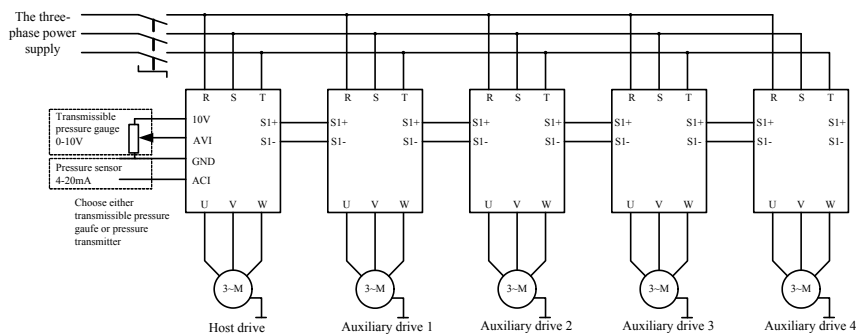 The three-
phase power
supply
R S T R S T R S T R S T R S T
Transmissible
pressure gauge
0-10V
10V
AVI
GND
ACI
Pressure sensor
4-20mA
S1+ S1+ S1+ S1+ S1+ S1+ S1+ S1+
S1- S1- S1- S1- S1- S1- S1- S1-
Choose either
transmissible pressure
gaufe or pressure
transmitter
U V W U V W U V W U V W U V W
3~M 3~M 3~M 3~M 3~M
Host drive Auxiliary drive 1 Auxiliary drive 2 Auxiliary drive 3 Auxiliary drive 4